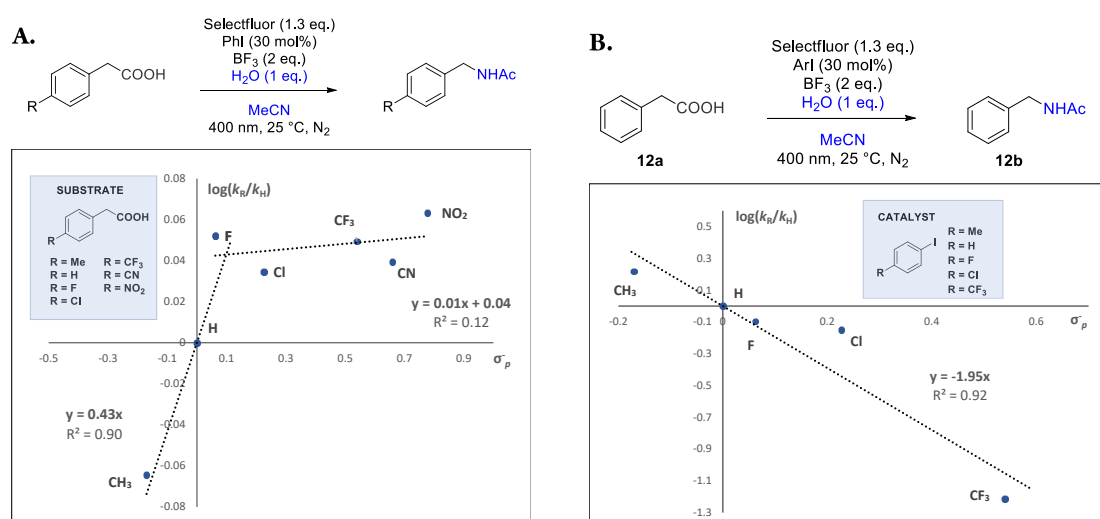 A.
Selectfluor (1.3 eq.)
PhI (30 mol%)
BF3 (2 eq.)
H2O (1 eq.)
MeCN
400 nm, 25 °C, N2
COOH
R
NHAc
R
0.08
0.06
0.04
0.02
0
-0.02
-0.04
-0.06
-0.08
log(kR/kH)
SUBSTRATE
COOH
R
R = Me
R = H
R = F
R = Cl
R = CF3
R = CN
R = NO2
F
Cl
CF3
NO2
CN
H
CH3
y = 0.01x + 0.04
R² = 0.12
y = 0.43x
R² = 0.90
-0.5
-0.3
-0.1
0.1
0.3
0.5
0.7
0.9
σ-p
B.
Selectfluor (1.3 eq.)
ArI (30 mol%)
BF3 (2 eq.)
H2O (1 eq.)
MeCN
400 nm, 25 °C, N2
COOH
12a
NHAc
12b
log(kR/kH)
0.5
0.3
0.1
-0.1
-0.3
-0.5
-0.7
-0.9
-1.1
-1.3
CATALYST
I
R
R = Me
R = H
R = F
R = Cl
R = CF3
CH3
H
F
Cl
CF3
-0.2
0
0.2
0.4
0.6
σ-p
y = -1.95x
R² = 0.92